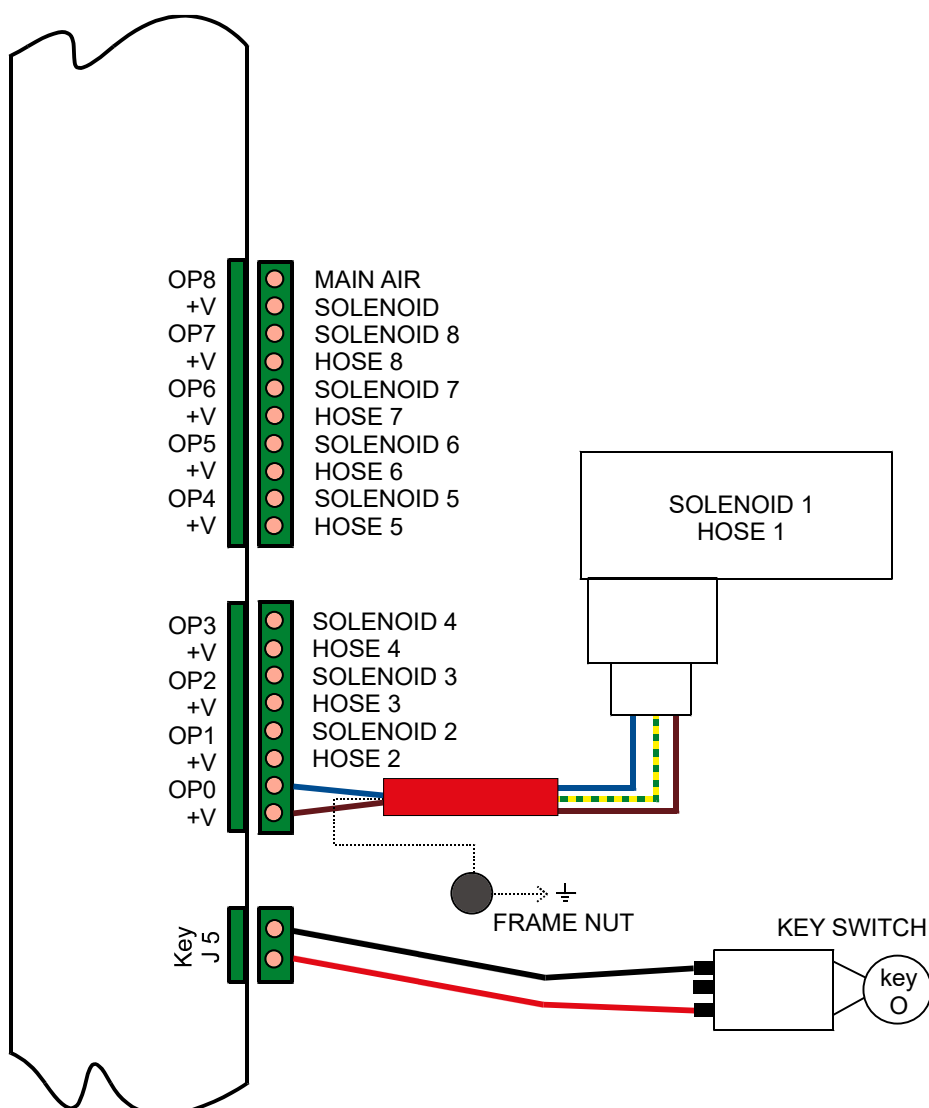 OP8
MAIN AIR
+V
SOLENOID
OP7
SOLENOID 8
+V
HOSE 8
OP6
SOLENOID 7
+V
HOSE 7
OP5
SOLENOID 6
+V
HOSE 6
OP4
SOLENOID 5
+V
HOSE 5
SOLENOID 1
HOSE 1
OP3
SOLENOID 4
+V
HOSE 4
OP2
SOLENOID 3
+V
HOSE 3
OP1
SOLENOID 2
+V
HOSE 2
OP0
+V
FRAME NUT
Key
J 5
KEY SWITCH
key
O